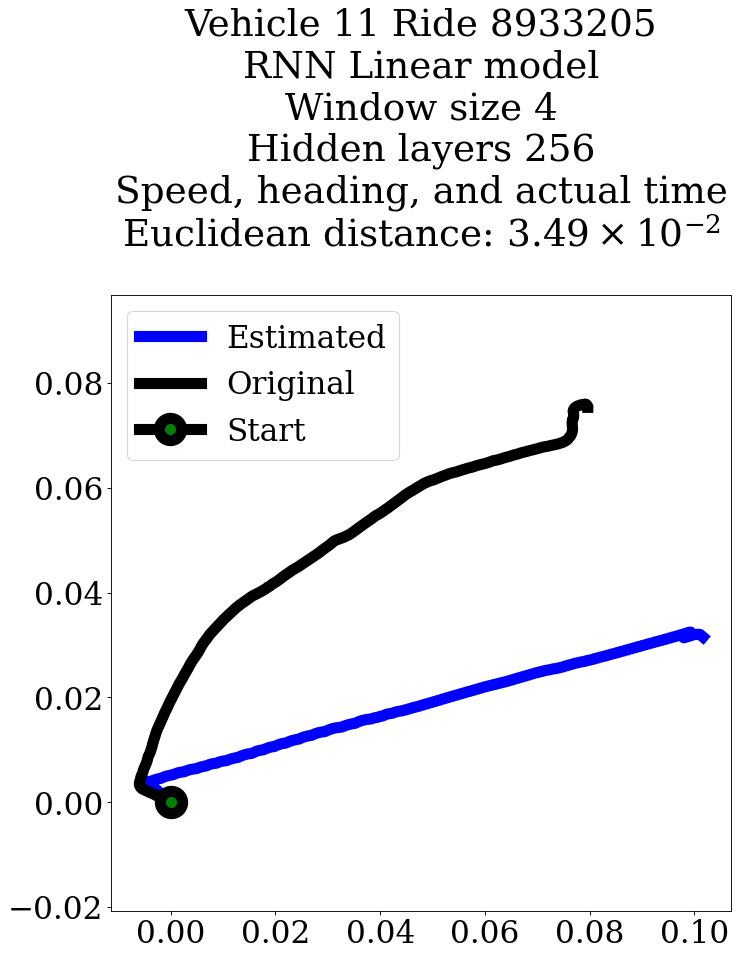 Vehicle 11 Ride 8933205
RNN Linear model
Window size 4
Hidden layers 256
Speed, heading, and actual time
Euclidean distance: 3.49 × 10⁻²
Estimated
Original
Start
0.08
0.06
0.04
0.02
0.00
−0.02
0.00 0.02 0.04 0.06 0.08 0.10